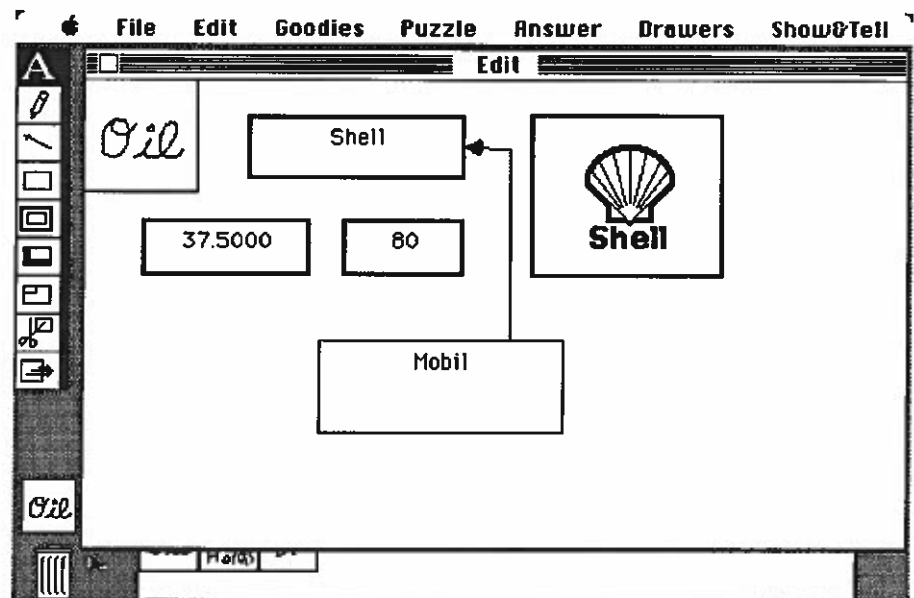 File Edit Goodies Puzzle Answer Drawers Show&Tell
Edit
A
Oil
Shell
Shell
37.5000
80
Mobil
Oil